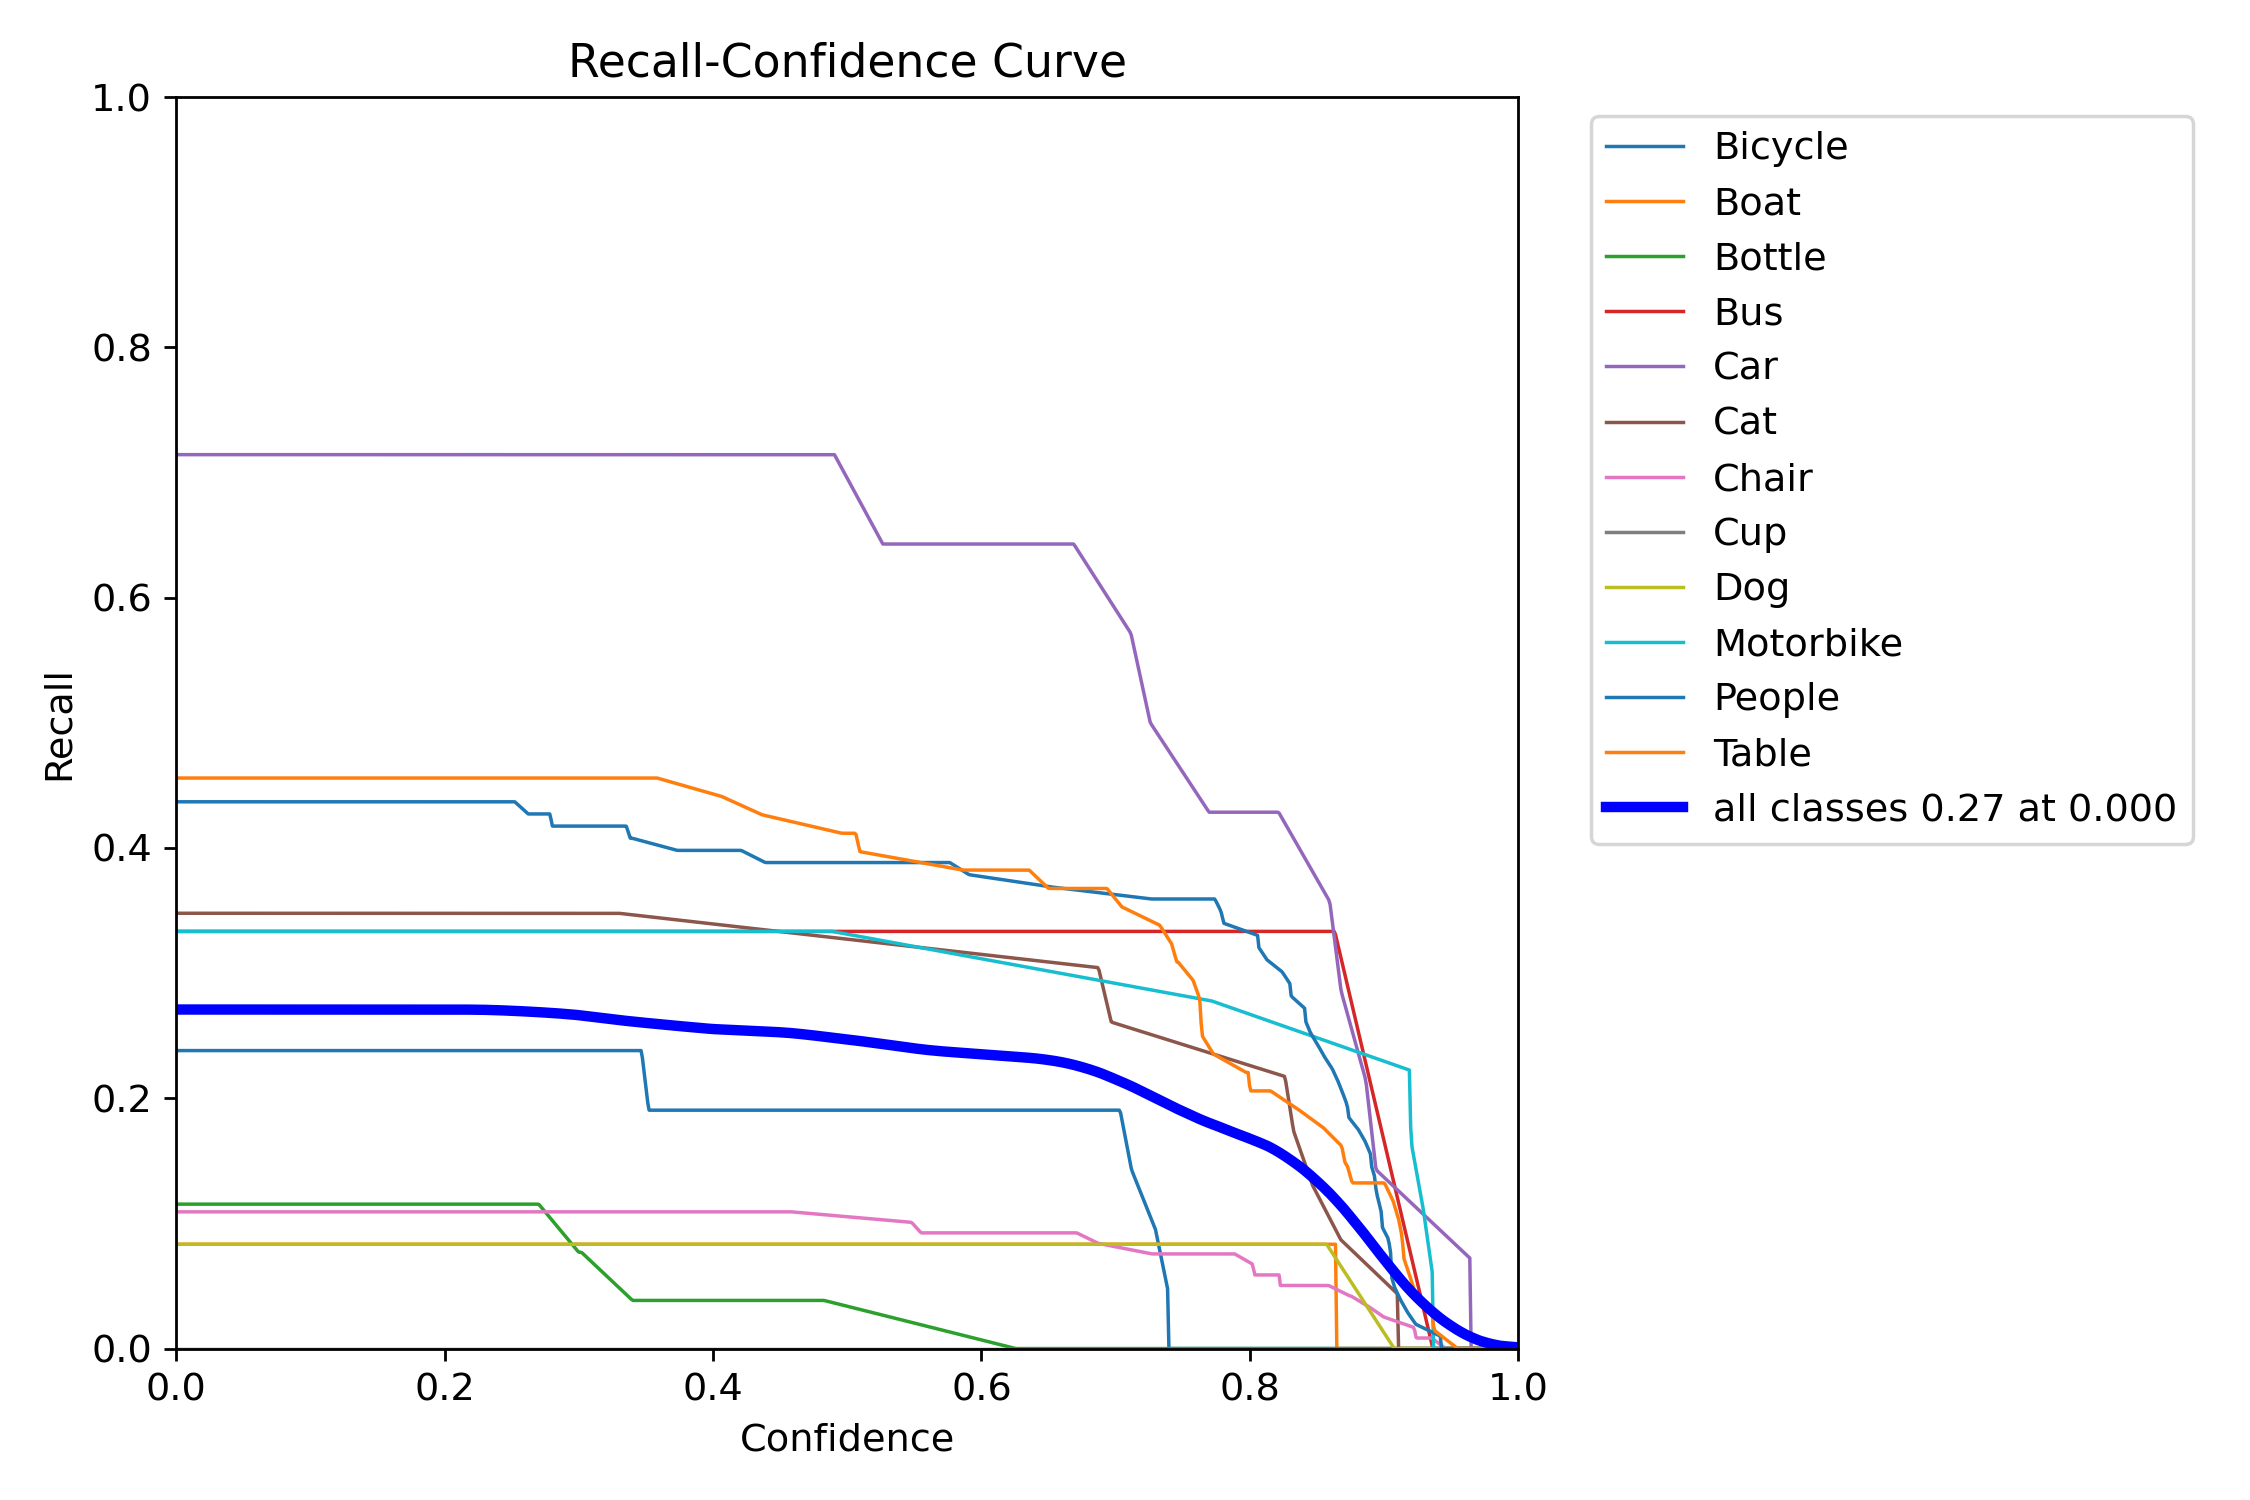 Recall-Confidence Curve
1.0
0.8
0.6
0.4
0.2
0.0
Recall
0.0 0.2 0.4 0.6 0.8 1.0
Confidence
Bicycle
Boat
Bottle
Bus
Car
Cat
Chair
Cup
Dog
Motorbike
People
Table
all classes 0.27 at 0.000